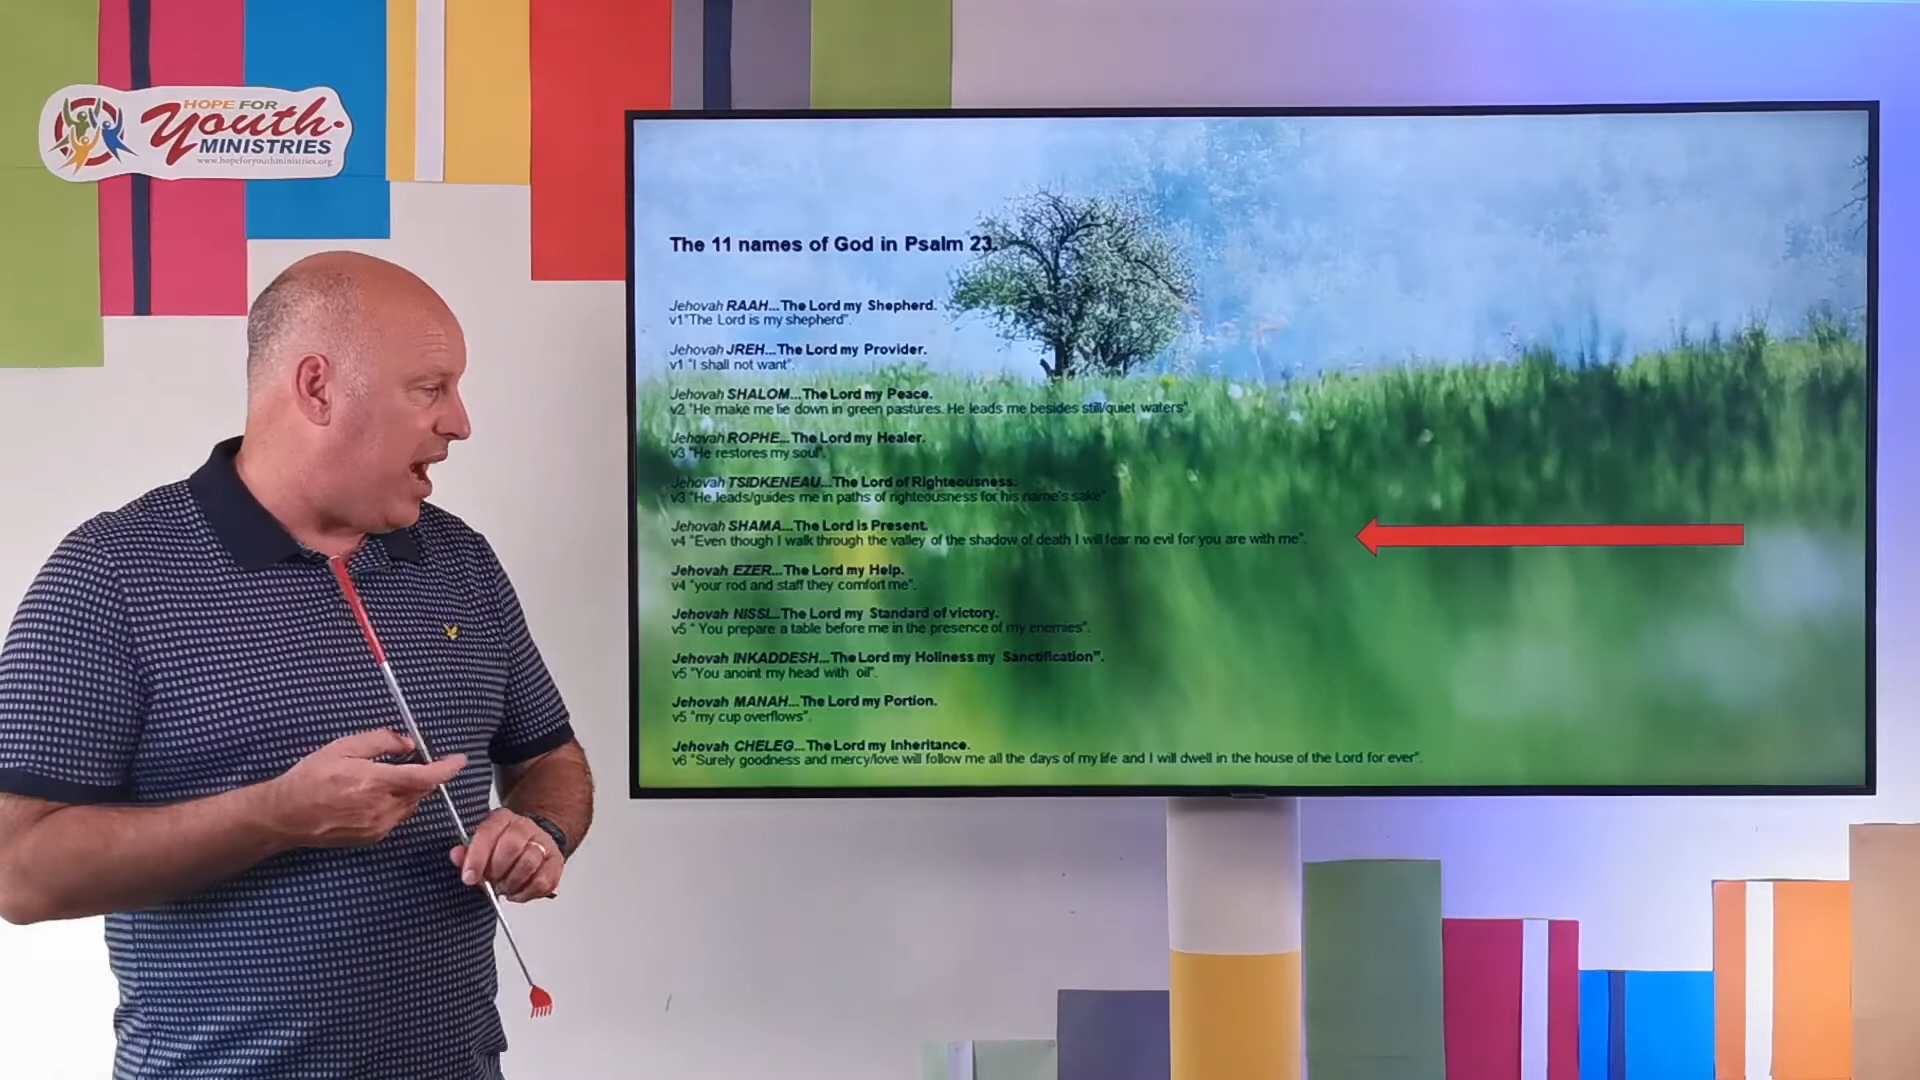 HOPE FOR
Youth
MINISTRIES
www.hopeforyouthministries.org
The 11 names of God in Psalm 23.
Jehovah RAAH...The Lord my Shepherd.
v1"The Lord is my shepherd".
Jehovah JREH...The Lord my Provider.
v1 "I shall not want".
Jehovah SHALOM...The Lord my Peace.
v2 "He make me lie down in green pastures. He leads me besides still/quiet waters".
Jehovah ROPHE...The Lord my Healer.
v3 "He restores my soul".
Jehovah TSIDKENEAU...The Lord of Righteousness.
v3 "He leads/guides me in paths of righteousness for his name's sake"
Jehovah SHAMA...The Lord is Present.
v4 "Even though I walk through the valley of the shadow of death I will fear no evil for you are with me".
Jehovah EZER...The Lord my Help.
v4 "your rod and staff they comfort me".
Jehovah NISSI...The Lord my Standard of victory.
v5 " You prepare a table before me in the presence of my enemies".
Jehovah INKADDESH...The Lord my Holiness my Sanctification".
v5 "You anoint my head with oil".
Jehovah MANAH...The Lord my Portion.
v5 "my cup overflows".
Jehovah CHELEG...The Lord my Inheritance.
v6 "Surely goodness and mercy/love will follow me all the days of my life and I will dwell in the house of the Lord for ever".